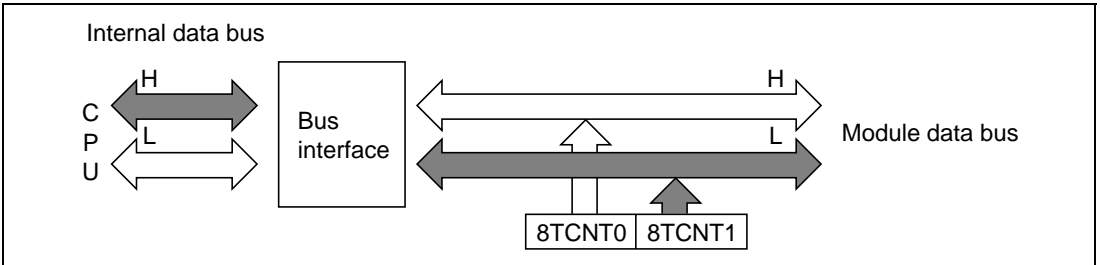 Internal data bus
H
L
C
P
U
Bus
interface
H
L
Module data bus
8TCNT0 8TCNT1